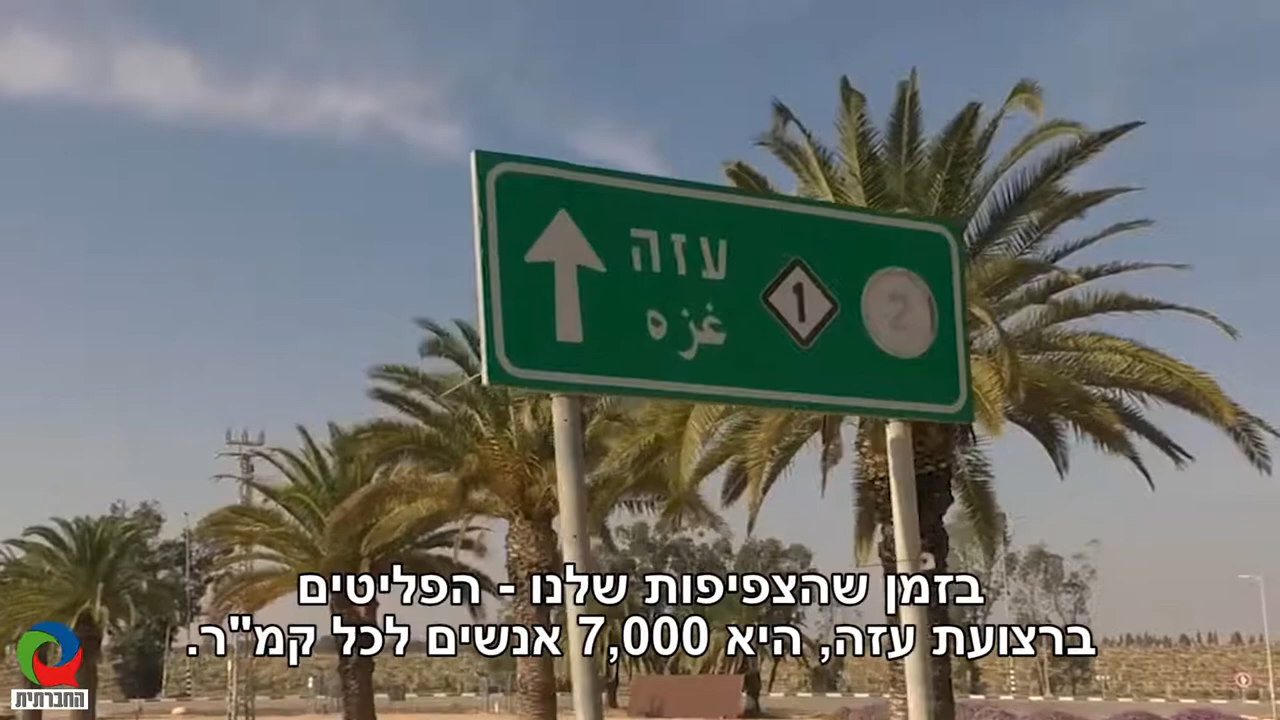 עזה
غزه
1
2
בזמן שהצפיפות שלנו - הפליטים
ברצועת עזה, היא 7,000 אנשים לכל קמ"ר.
החברתית